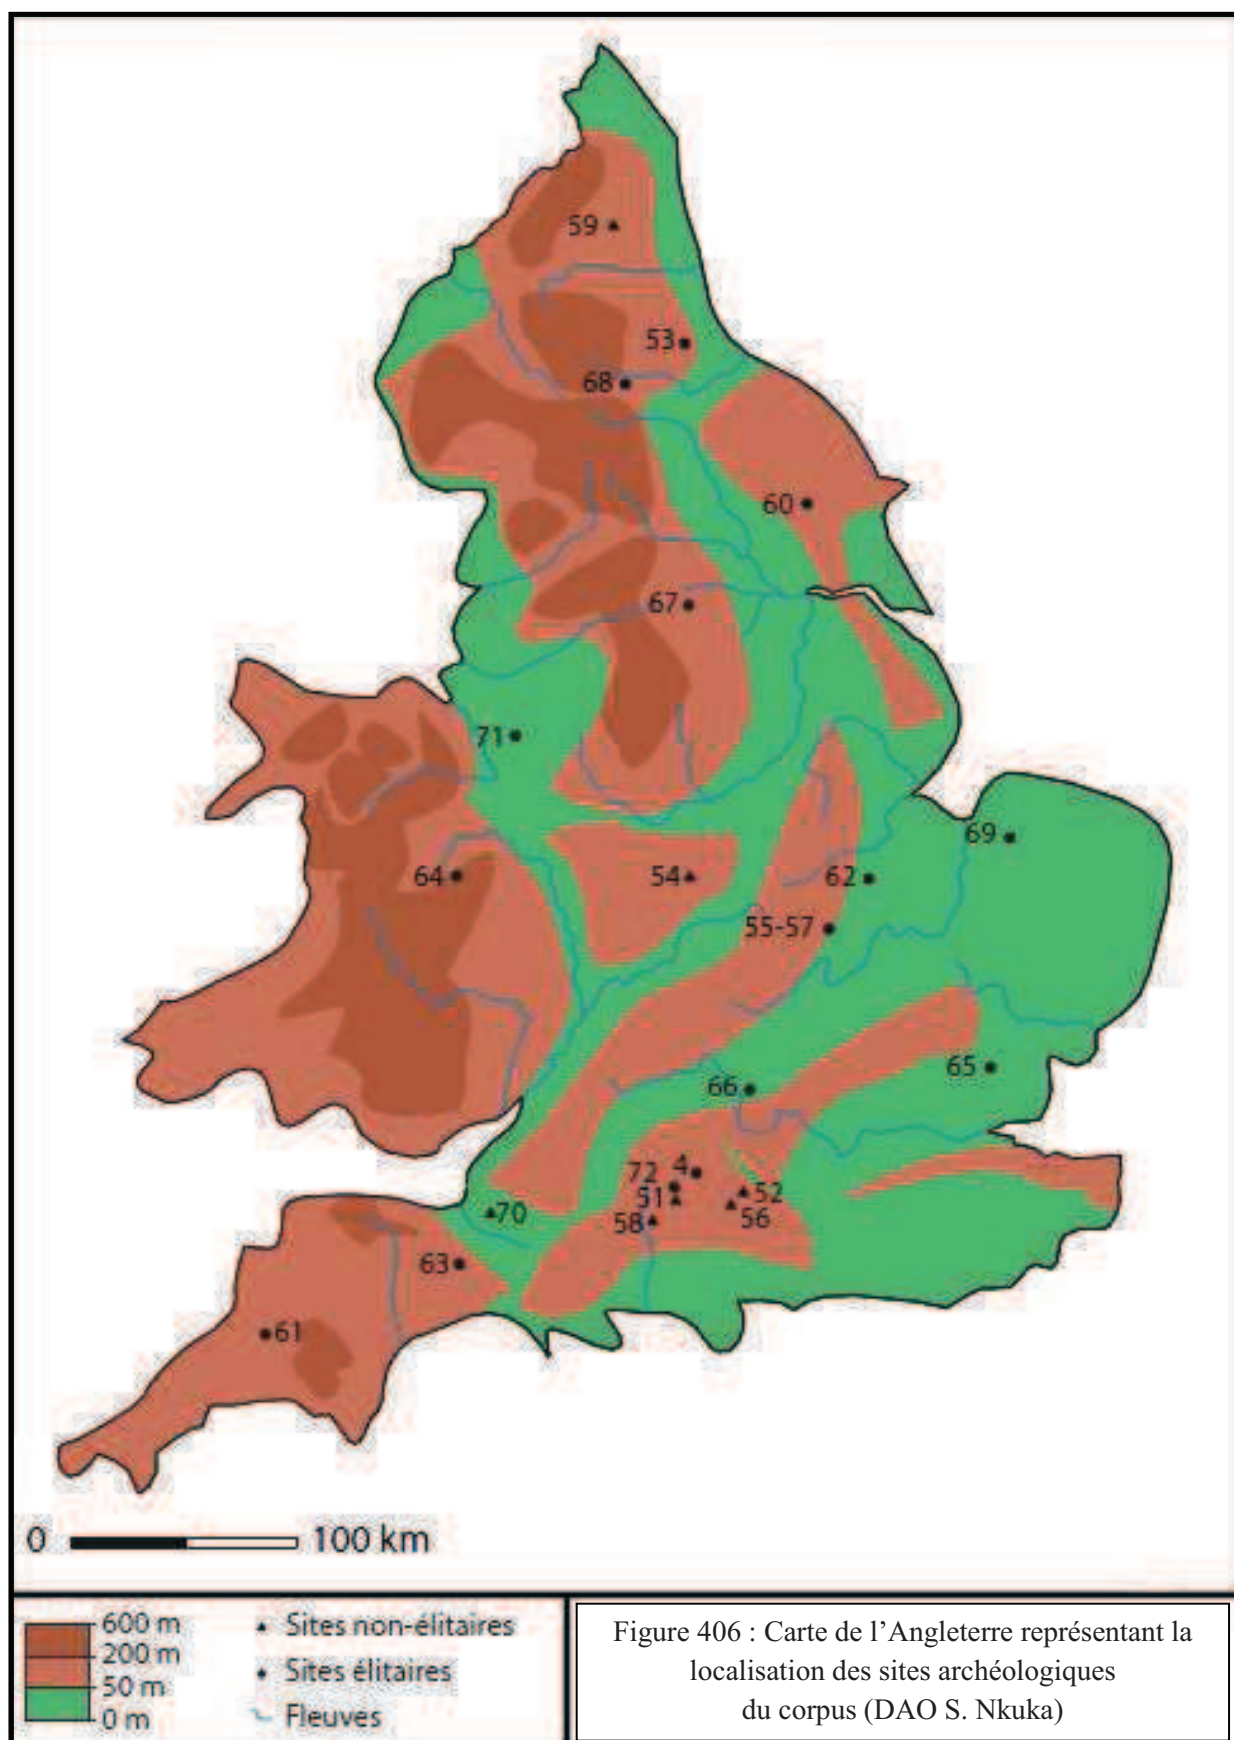 59
53
68
60
67
71
69
64
54
62
55-57
65
66
4
72
51
52
56
58
70
63
61
0 100 km
600 m
200 m
50 m
0 m
Sites non-élitaires
Sites élitaires
Fleuves
Figure 406 : Carte de l’Angleterre représentant la
localisation des sites archéologiques
du corpus (DAO S. Nkuka)